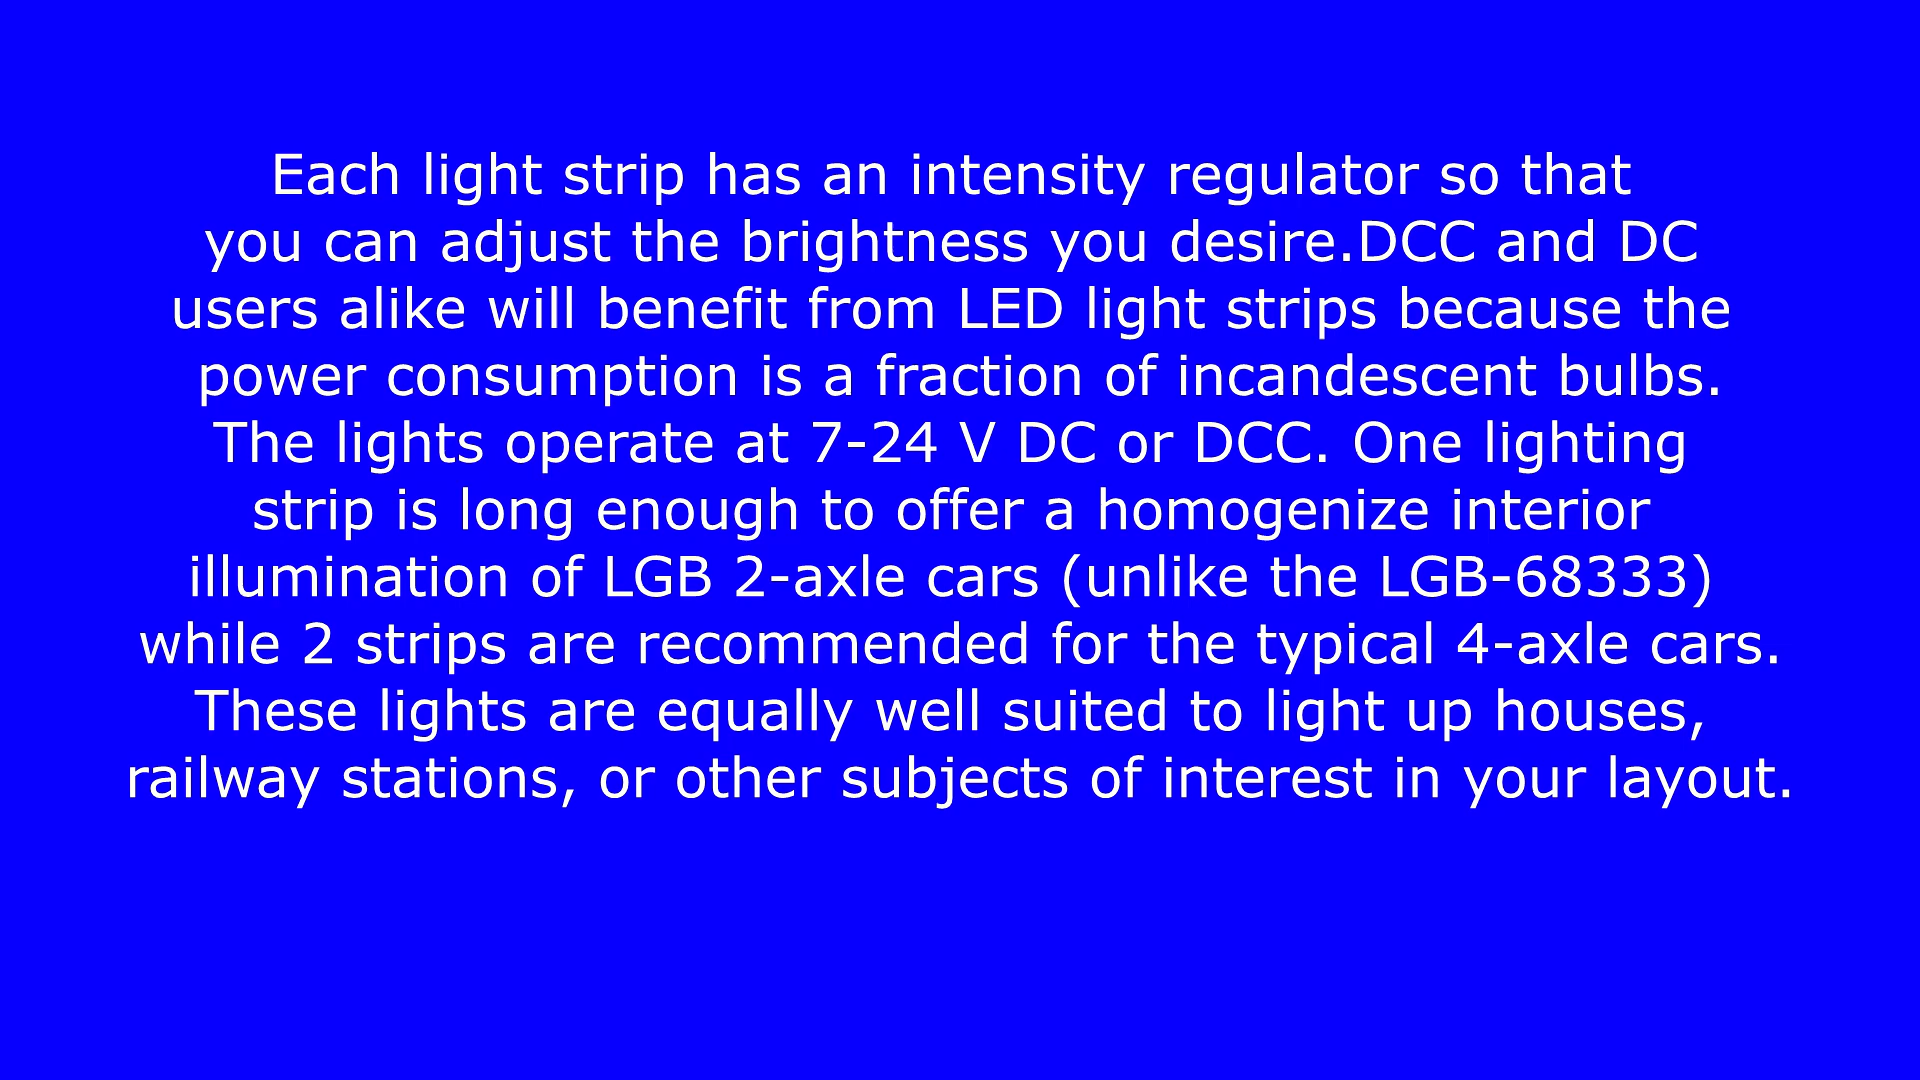 Each light strip has an intensity regulator so that
you can adjust the brightness you desire.DCC and DC
users alike will benefit from LED light strips because the
power consumption is a fraction of incandescent bulbs.
The lights operate at 7-24 V DC or DCC. One lighting
strip is long enough to offer a homogenize interior
illumination of LGB 2-axle cars (unlike the LGB-68333)
while 2 strips are recommended for the typical 4-axle cars.
These lights are equally well suited to light up houses,
railway stations, or other subjects of interest in your layout.